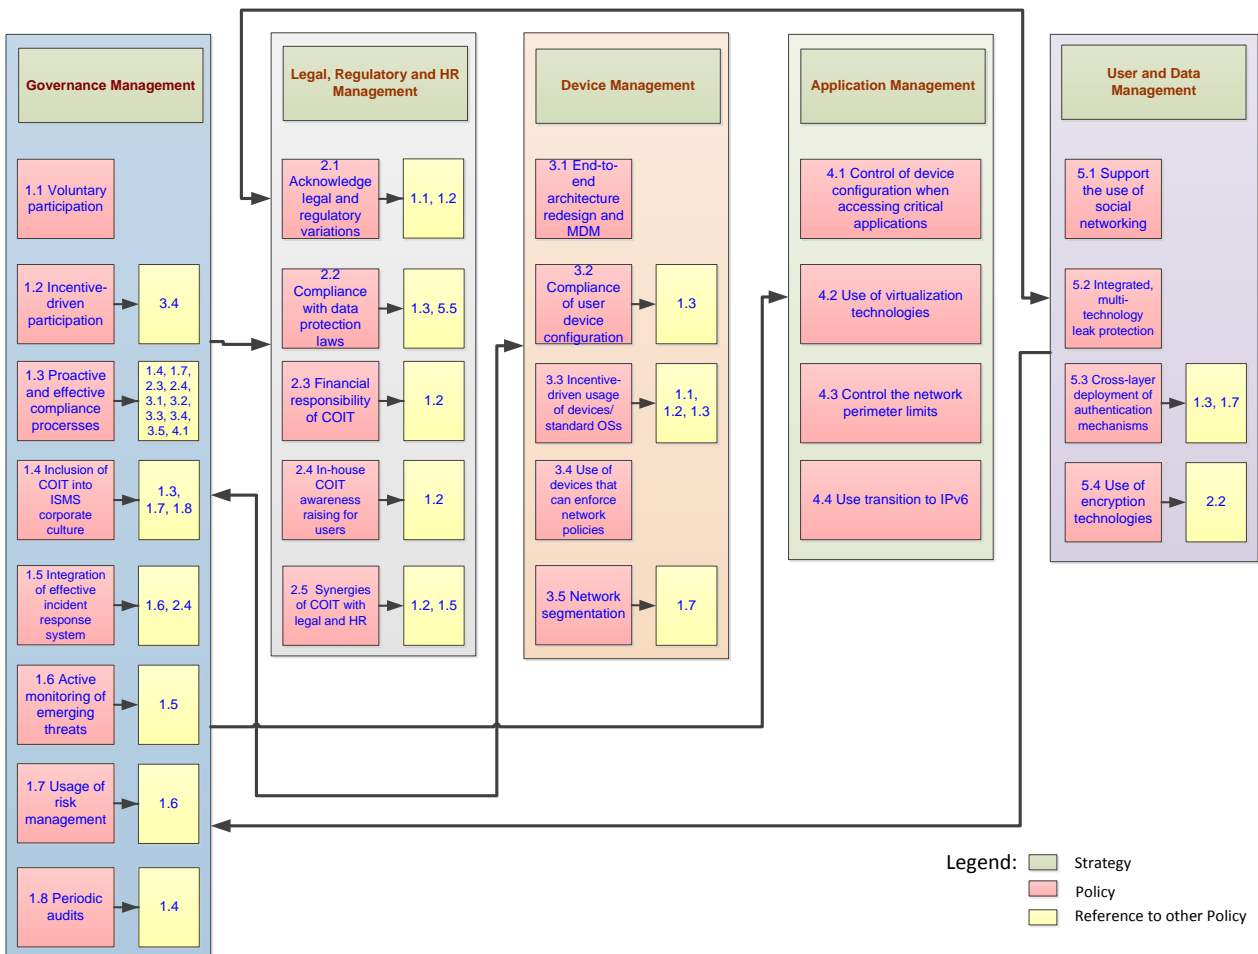 Governance Management
1.1 Voluntary
participation
1.2 Incentive-
driven
participation
3.4
1.3 Proactive
and effective
compliance
procersses
1.4, 1.7,
2.3, 2.4,
3.1, 3.2,
3.3, 3.4,
3.5, 4.1
1.4 Inclusion of
COIT into
ISMS
corporate
culture
1.3,
1.7, 1.8
1.5 Integration
of effective
incident
response
system
1.6, 2.4
1.6 Active
monitoring of
emerging
threats
1.5
1.7 Usage of
risk
management
1.6
1.8 Periodic
audits
1.4
Legal, Regulatory and HR
Management
2.1
Acknowledge
legal and
regulatory
variations
1.1, 1.2
2.2
Compliance
with data
protection
laws
1.3, 5.5
2.3 Financial
responsibility
of COIT
1.2
2.4 In-house
COIT
awareness
raising for
users
1.2
2.5 Synergies
of COIT with
legal and HR
1.2, 1.5
Device Management
3.1 End-to-
end
architecture
redesign and
MDM
3.2
Compliance
of user
device
configuration
1.3
3.3 Incentive-
driven usage
of devices/
standard OSs
1.1,
1.2, 1.3
3.4 Use of
devices that
can enforce
network
policies
3.5 Network
segmentation
1.7
Application Management
4.1 Control of device
configuration when
accessing critical
applications
4.2 Use of virtualization
technologies
4.3 Control the network
perimeter limits
4.4 Use transition to IPv6
User and Data
Management
5.1 Support
the use of
social
networking
5.2 Integrated,
multi-
technology
leak protection
5.3 Cross-layer
deployment of
authentication
mechanisms
1.3, 1.7
5.4 Use of
encryption
technologies
2.2
Legend:
Strategy
Policy
Reference to other Policy